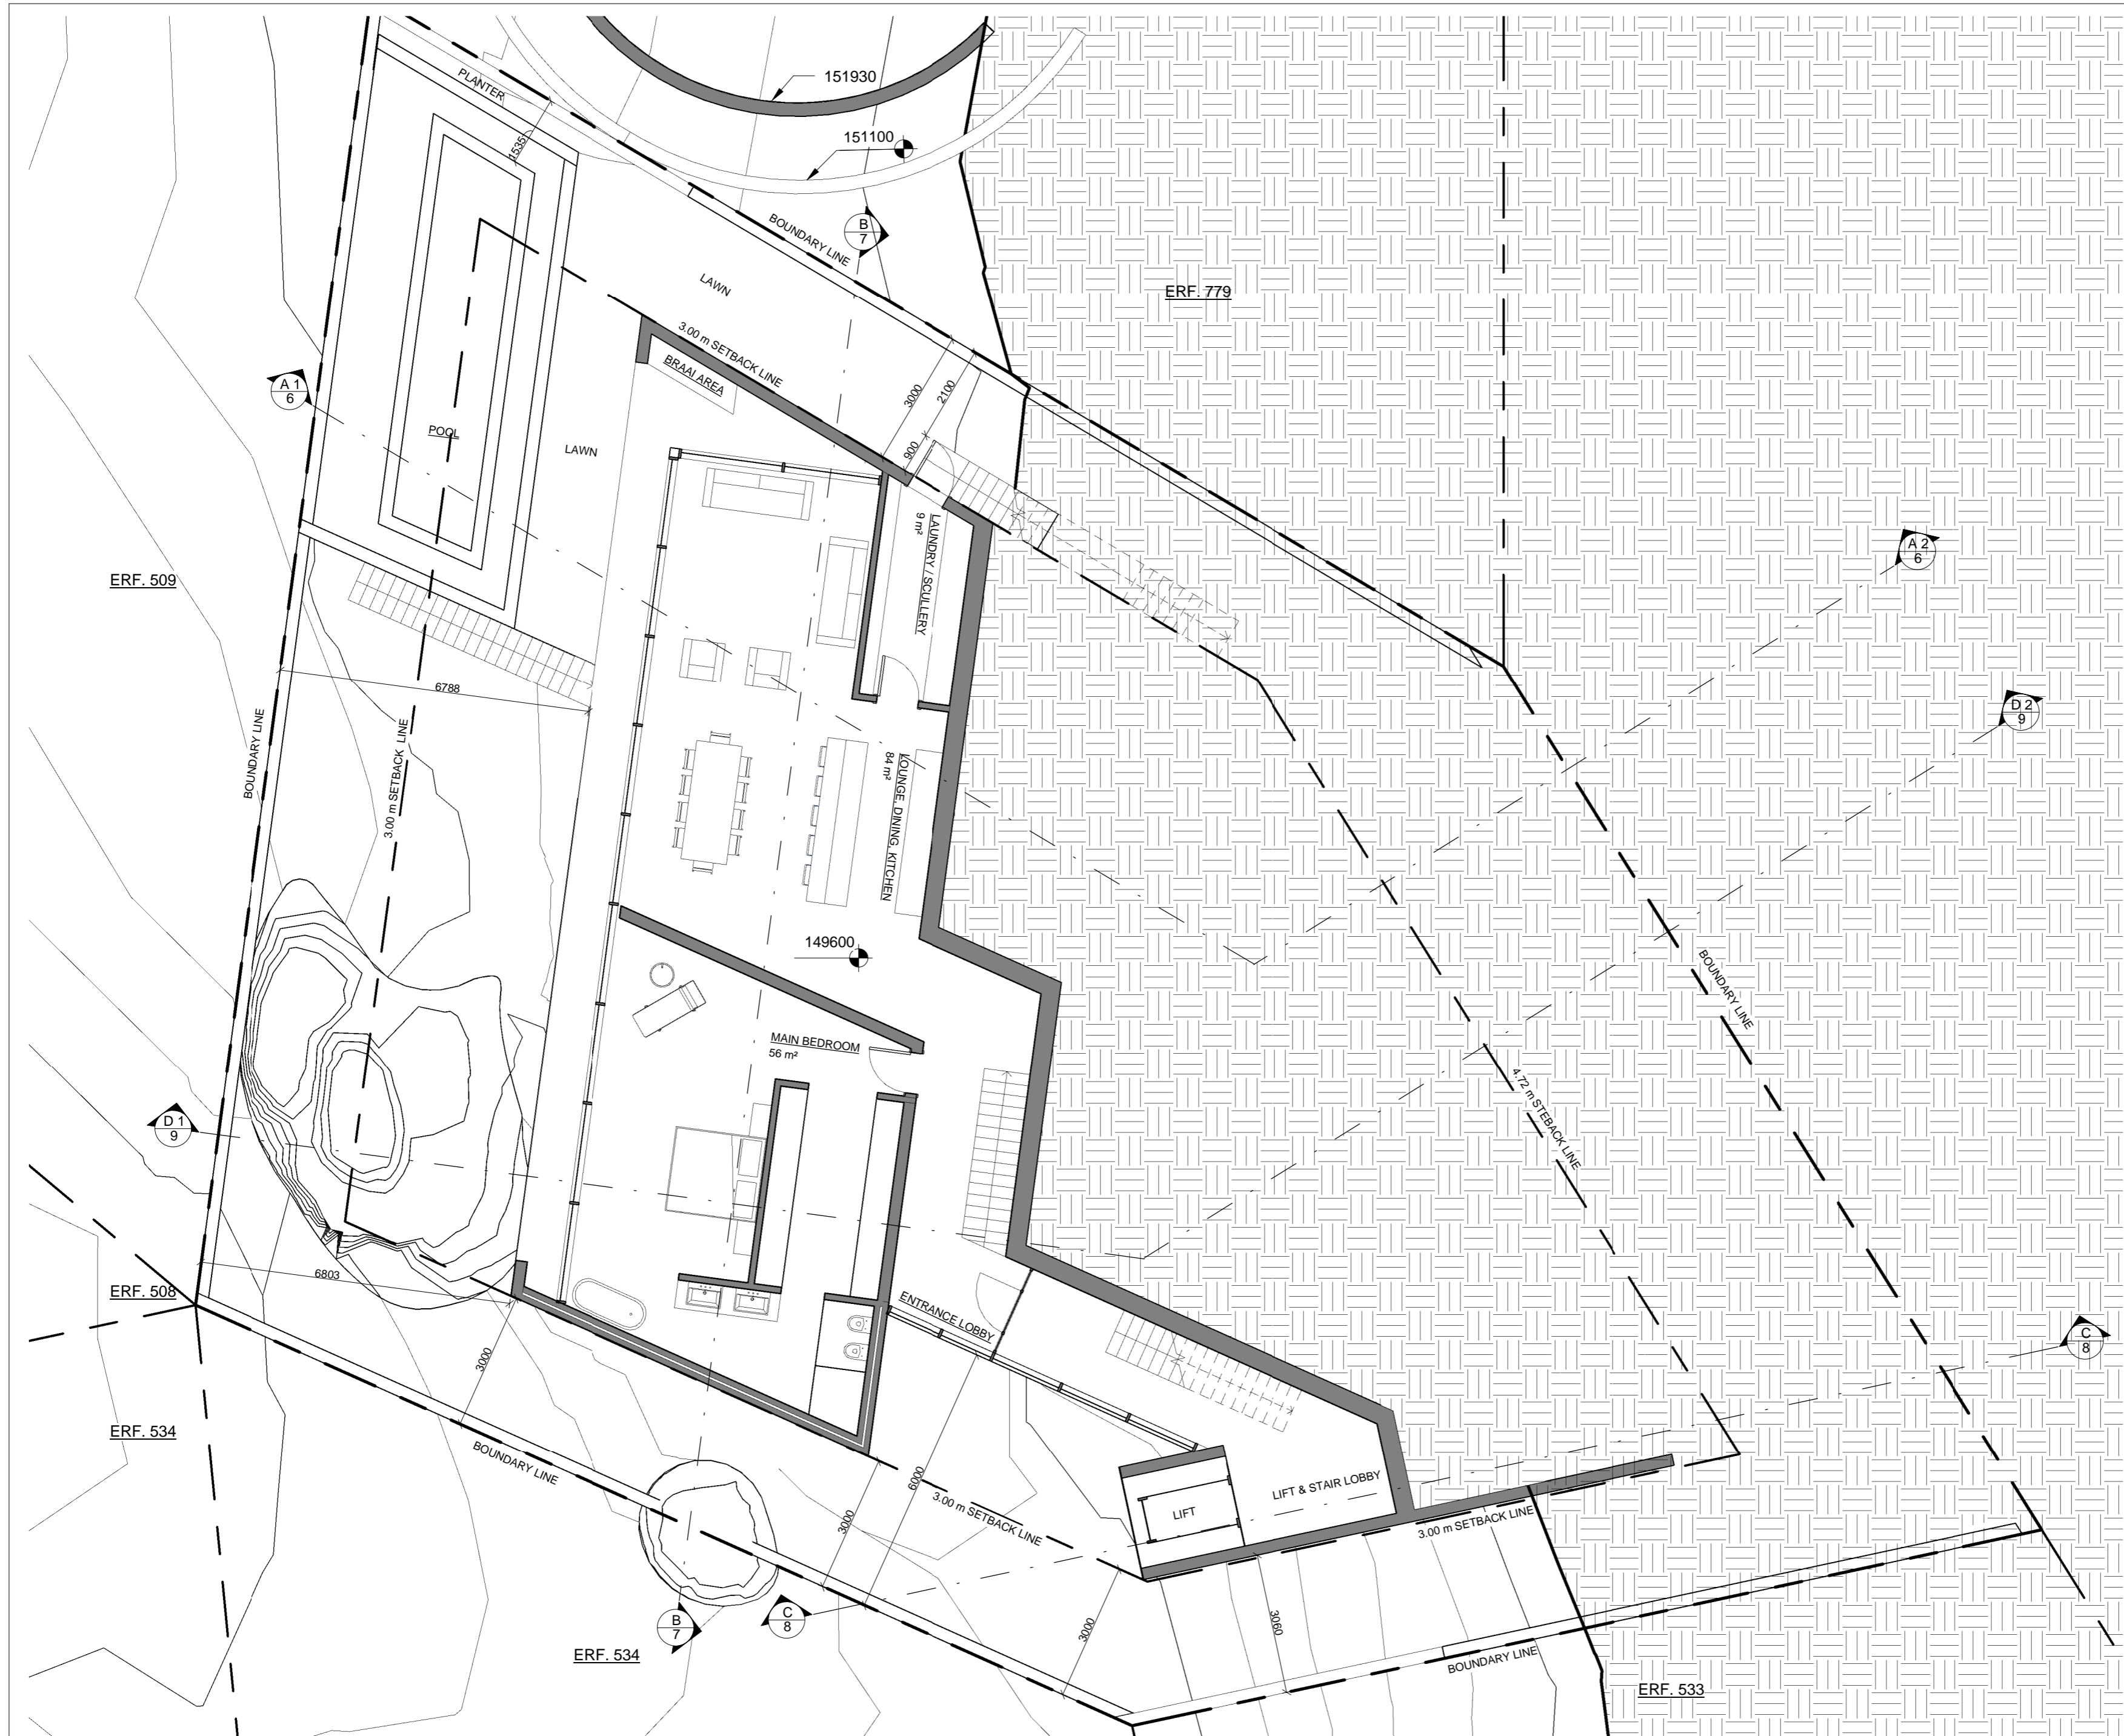 151930
PLANTER
1535
151100
B
7
BOUNDARY LINE
LAWN
ERF. 779
3.00 m SETBACK LINE
BRAAI AREA
A 1
6
3000
2100
900
POOL
LAWN
LAUNDRY / SCULLERY
9 m²
A 2
6
ERF. 509
6788
D 2
9
BOUNDARY LINE
3.00 m SETBACK LINE
LOUNGE, DINING, KITCHEN
84 m²
149600
BOUNDARY LINE
MAIN BEDROOM
56 m²
4.72 m STEBACK LINE
D 1
9
6803
ERF. 508
ENTRANCE LOBBY
C
8
3000
ERF. 534
BOUNDARY LINE
6000
3000
3.00 m SETBACK LINE
LIFT & STAIR LOBBY
LIFT
3.00 m SETBACK LINE
B
7
C
8
3000
3060
ERF. 534
BOUNDARY LINE
ERF. 533